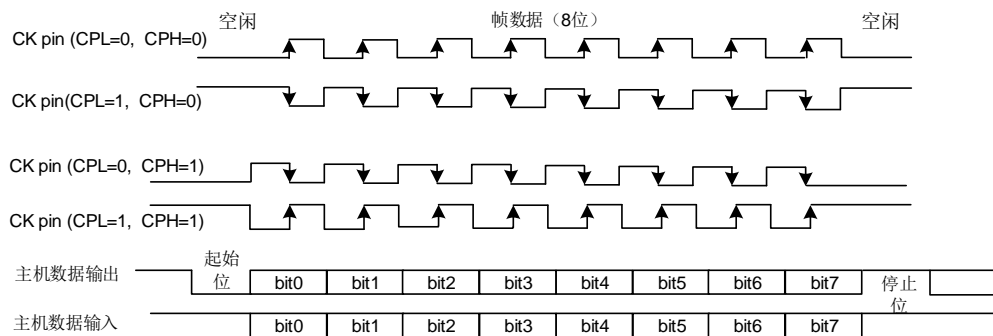 空闲 帧数据（8位） 空闲
CK pin (CPL=0, CPH=0)
CK pin(CPL=1, CPH=0)
CK pin (CPL=0, CPH=1)
CK pin (CPL=1, CPH=1)
主机数据输出 起始位 bit0 bit1 bit2 bit3 bit4 bit5 bit6 bit7 停止位
主机数据输入 bit0 bit1 bit2 bit3 bit4 bit5 bit6 bit7